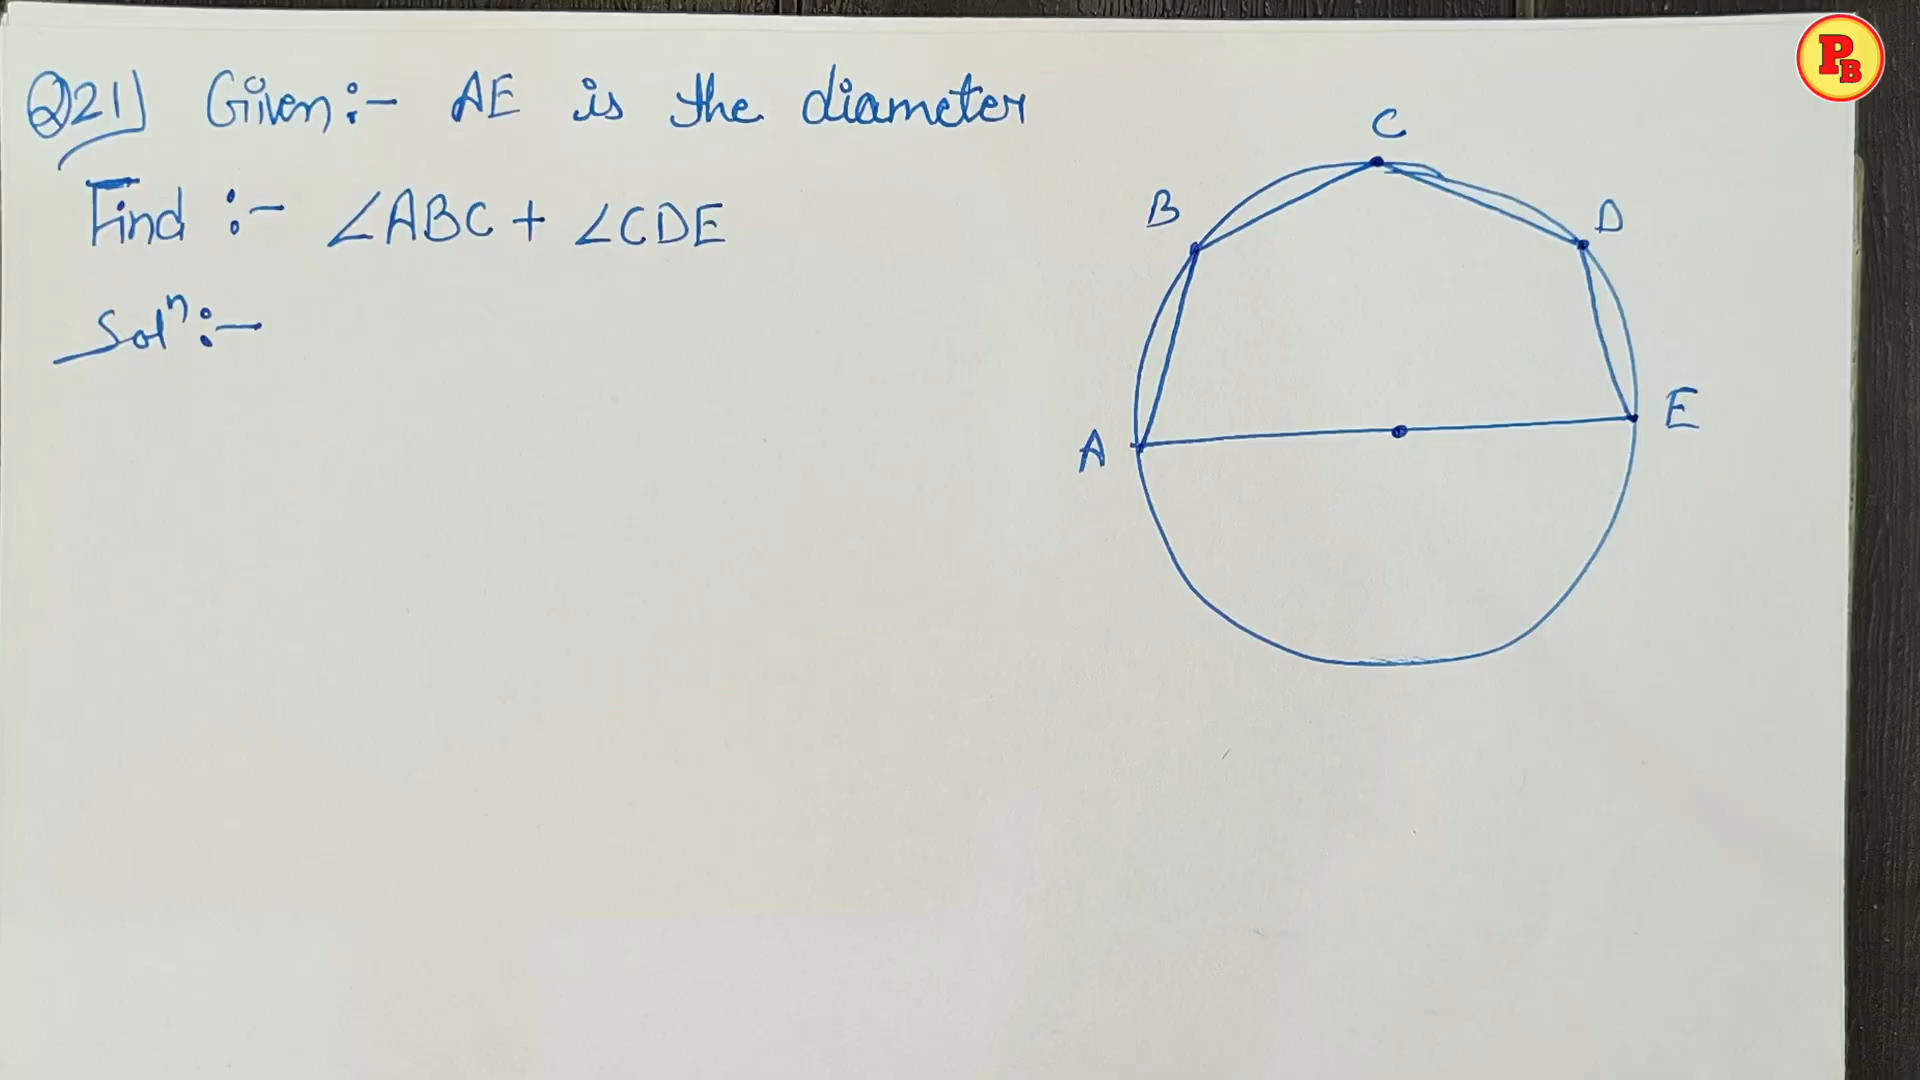 Q21) Given:- AE is the diameter
Find :- ∠ABC + ∠CDE
Solⁿ:-
C
B
D
E
A
PB